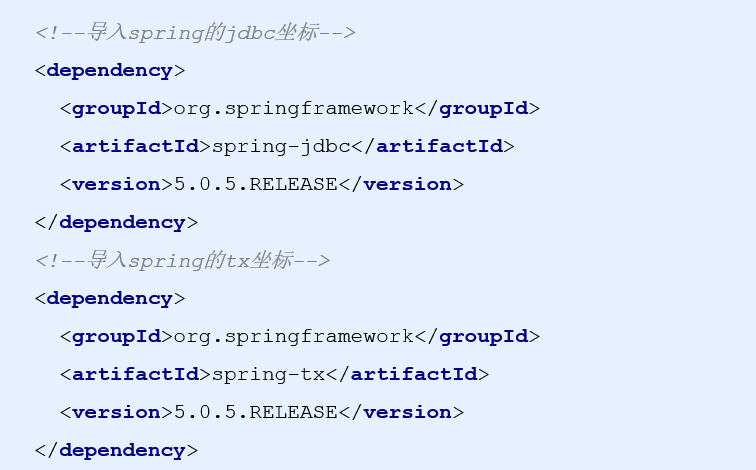 <!--导入spring的jdbc坐标-->
<dependency>
  <groupId>org.springframework</groupId>
  <artifactId>spring-jdbc</artifactId>
  <version>5.0.5.RELEASE</version>
</dependency>
<!--导入spring的tx坐标-->
<dependency>
  <groupId>org.springframework</groupId>
  <artifactId>spring-tx</artifactId>
  <version>5.0.5.RELEASE</version>
</dependency>